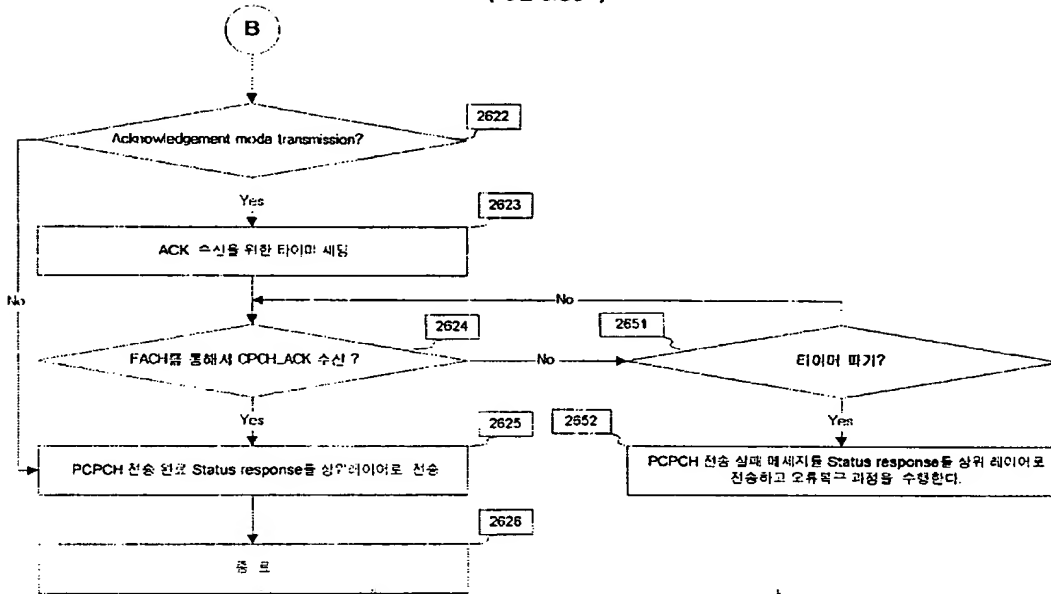 B
2622
Acknowledgement moda transmission?
Yes
2623
ACK 수신을 위한 타이머 세팅
No
No
2624
2651
FACH를 통해서 CPCH_ACK 수신 ?
No
타이머
Yes
2625
2652
Yes
PCPCH 전송 완료 Status response를 상위레이어로 전송
PCPCH 전송 실패 메세지를 Status response를 상위 레이어로
전송하고 오류복구 과정을 수행한다.
2626
종 료